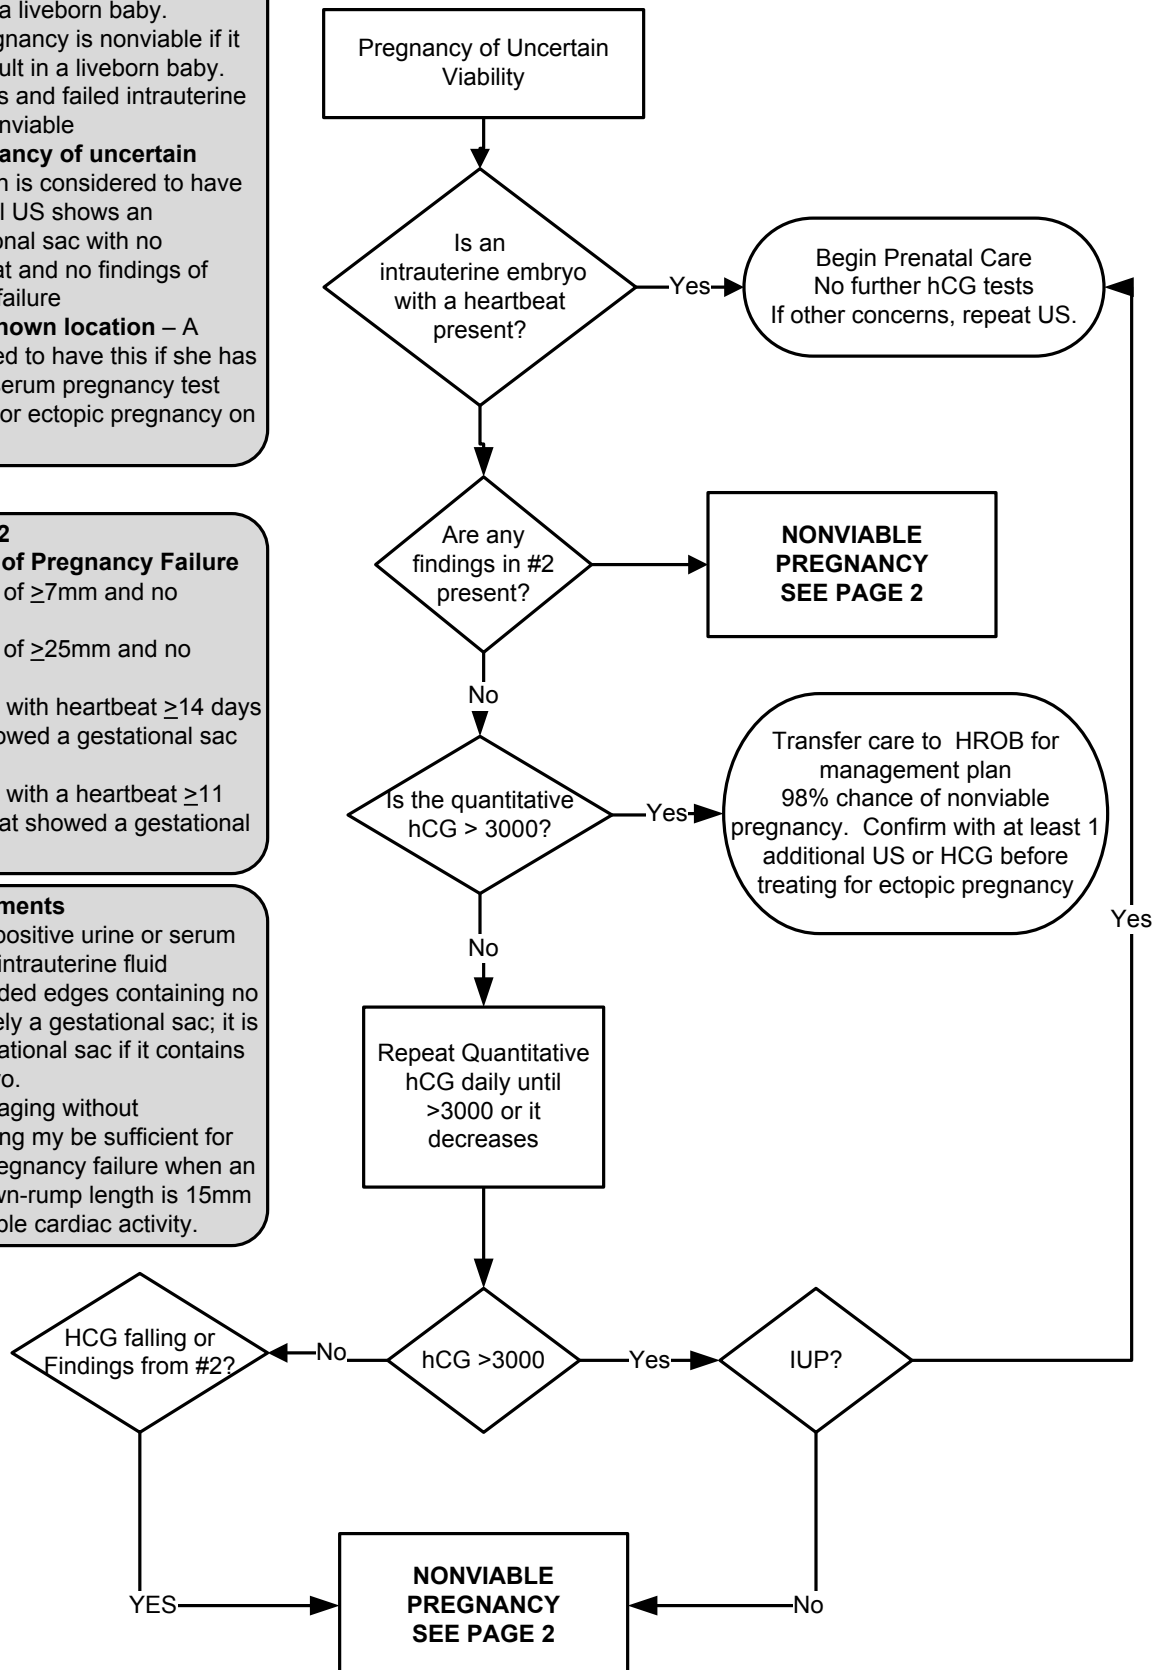 a liveborn baby.
gnancy is nonviable if it
ult in a liveborn baby.
s and failed intrauterine
nviable
ancy of uncertain
n is considered to have
l US shows an
onal sac with no
at and no findings of
failure
nown location – A
ed to have this if she has
serum pregnancy test
or ectopic pregnancy on
2
of Pregnancy Failure
of >7mm and no
of >25mm and no
with heartbeat >14 days
owed a gestational sac
with a heartbeat >11
at showed a gestational
ments
positive urine or serum
intrauterine fluid
ded edges containing no
ely a gestational sac; it is
ational sac if it contains
o.
aging without
ng my be sufficient for
egnancy failure when an
wn-rump length is 15mm
ble cardiac activity.
Pregnancy of Uncertain
Viability
Is an
intrauterine embryo
with a heartbeat
present?
Yes
Begin Prenatal Care
No further hCG tests
If other concerns, repeat US.
Are any
findings in #2
present?
NONVIABLE
PREGNANCY
SEE PAGE 2
No
Is the quantitative
hCG > 3000?
Yes
Transfer care to HROB for
management plan
98% chance of nonviable
pregnancy. Confirm with at least 1
additional US or HCG before
treating for ectopic pregnancy
Yes
No
Repeat Quantitative
hCG daily until
>3000 or it
decreases
HCG falling or
Findings from #2?
No
hCG >3000
Yes
IUP?
YES
NONVIABLE
PREGNANCY
SEE PAGE 2
No